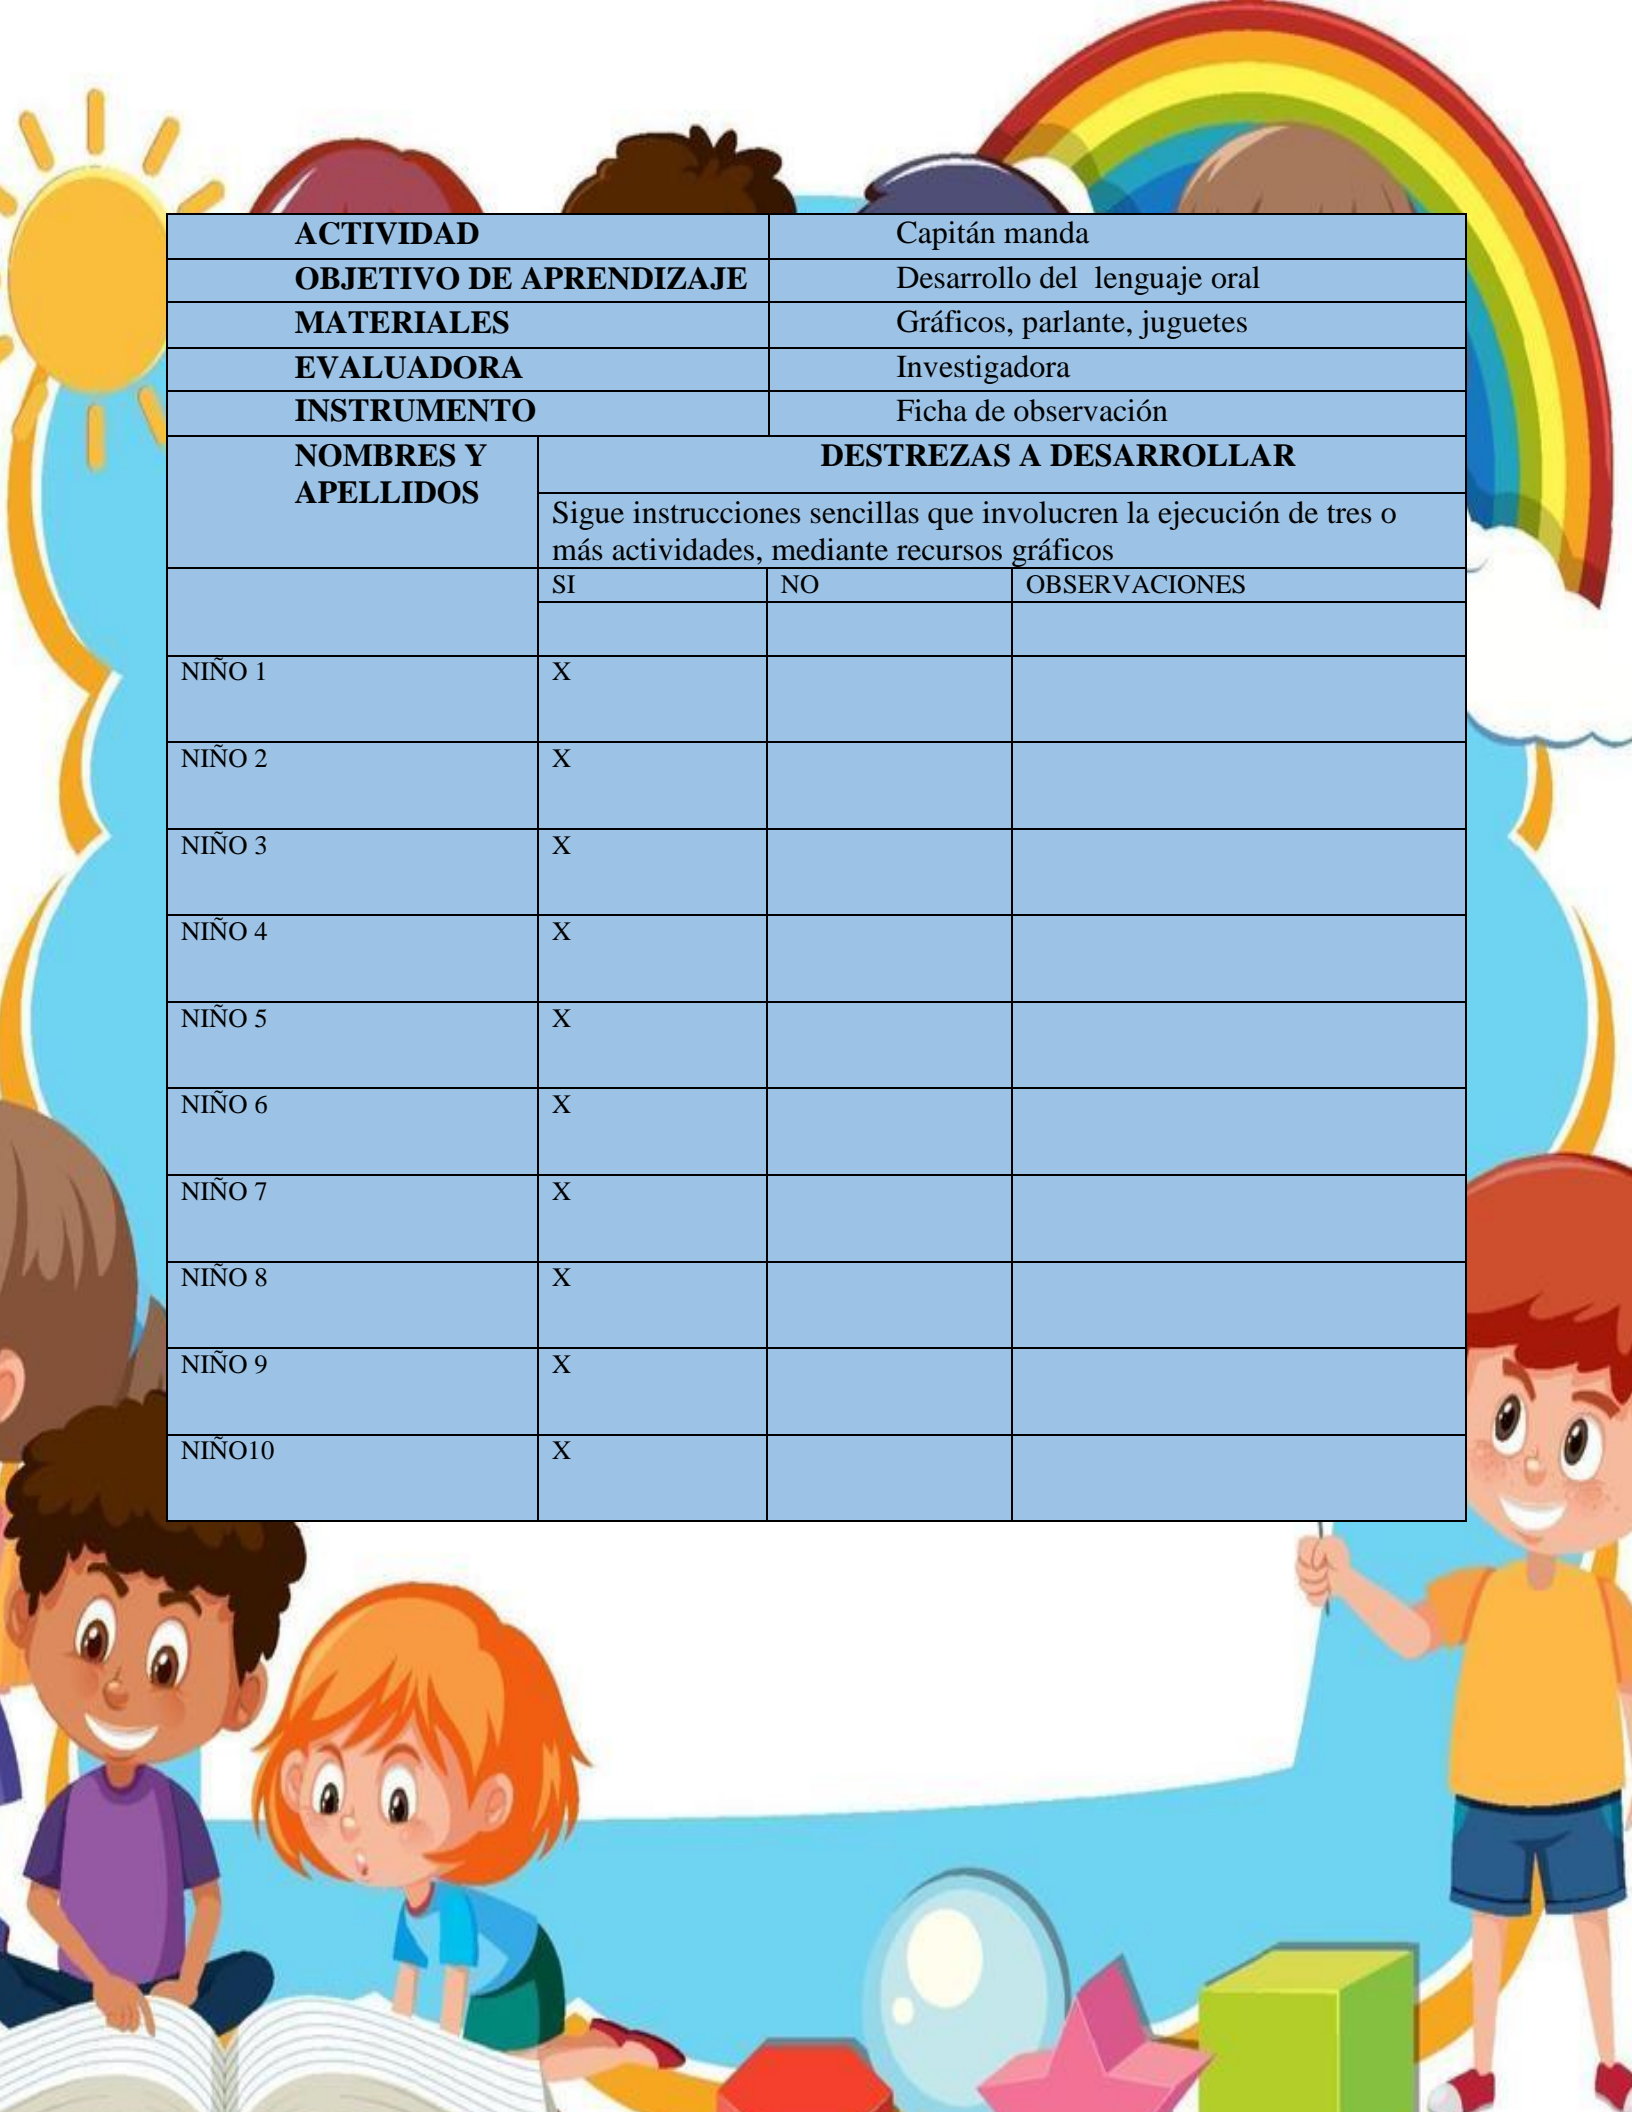 ACTIVIDAD Capitán manda
OBJETIVO DE APRENDIZAJE Desarrollo del lenguaje oral
MATERIALES Gráficos, parlante, juguetes
EVALUADORA Investigadora
INSTRUMENTO Ficha de observación
NOMBRES Y APELLIDOS
DESTREZAS A DESARROLLAR
Sigue instrucciones sencillas que involucren la ejecución de tres o
más actividades, mediante recursos gráficos
SI NO OBSERVACIONES
NIÑO 1 X
NIÑO 2 X
NIÑO 3 X
NIÑO 4 X
NIÑO 5 X
NIÑO 6 X
NIÑO 7 X
NIÑO 8 X
NIÑO 9 X
NIÑO10 X